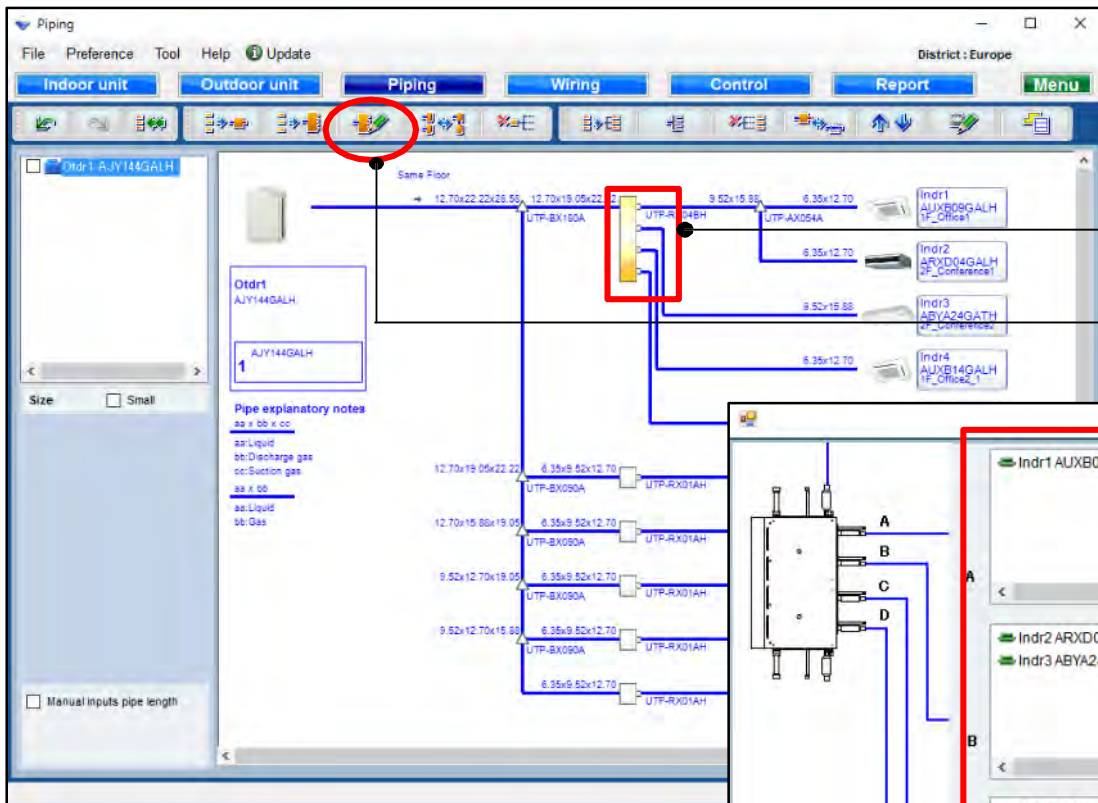 Piping
File Preference Tool Help Update District : Europe
Indoor unit Outdoor unit Piping Wiring Control Report Menu
Otdr1 AJY144GALH
Size Small
Manual inputs pipe length
Same Floor
12.70x22.22x28.58 12.70x19.05x22.22
UTP-BX180A
UTP-RX04BH
9.52x15.88 6.35x12.70
UTP-AX054A
Indr1
AUXB09GALH
1F_Office1
6.35x12.70
Indr2
ARXD04GALH
2F_Conference1
9.52x15.88
Indr3
ABYA24GATH
2F_Conference2
6.35x12.70
Indr4
AUXB14GALH
1F_Office2_1
Otdr1
AJY144GALH
AJY144GALH
1
Pipe explanatory notes
aa x bb x cc
aa:Liquid
bb:Discharge gas
cc:Suction gas
aa x bb
aa:Liquid
bb:Gas
12.70x19.05x22.22 6.35x9.52x12.70
UTP-BX090A UTP-RX01AH
12.70x15.88x19.05 6.35x9.52x12.70
UTP-BX090A UTP-RX01AH
9.52x12.70x19.05 6.35x9.52x12.70
UTP-BX090A UTP-RX01AH
9.52x12.70x15.88 6.35x9.52x12.70
UTP-BX090A UTP-RX01AH
6.35x9.52x12.70
UTP-RX01AH
A
B
C
D
A
Indr1 AUXB0
B
Indr2 ARXD0
Indr3 ABYA2